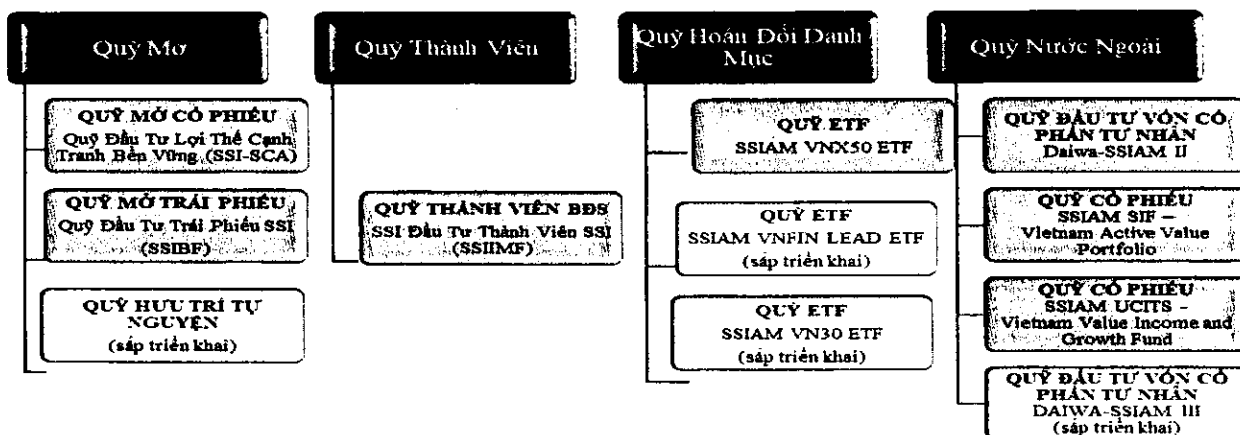 Quỹ Mở
QUỸ MỞ CỔ PHIẾU
Quỹ Đầu Tư Lợi Thế Cạnh
Tranh Bền Vững (SSI-SCA)
QUỸ MỞ TRÁI PHIẾU
Quỹ Đầu Tư Trái Phiếu SSI
(SSIBF)
QUỸ HƯU TRÍ TỰ
NGUYỆN
(sắp triển khai)
Quỹ Thành Viên
QUỸ THÀNH VIÊN BĐS
SSI Đầu Tư Thành Viên SSI
(SSIIMF)
Quỹ Hoán Đổi Danh
Mục
QUỸ ETF
SSIAM VNX50 ETF
QUỸ ETF
SSIAM VNFIN LEAD ETF
(sắp triển khai)
QUỸ ETF
SSIAM VN30 ETF
(sắp triển khai)
Quỹ Nước Ngoài
QUỸ ĐẦU TƯ VỐN CỔ
PHẦN TƯ NHÂN
Daiwa-SSIAM II
QUỸ CỔ PHIẾU
SSIAM SIF –
Vietnam Active Value
Portfolio
QUỸ CỔ PHIẾU
SSIAM UCITS –
Vietnam Value Income and
Growth Fund
QUỸ ĐẦU TƯ VỐN CỔ
PHẦN TƯ NHÂN
DAIWA-SSIAM III
(sắp triển khai)